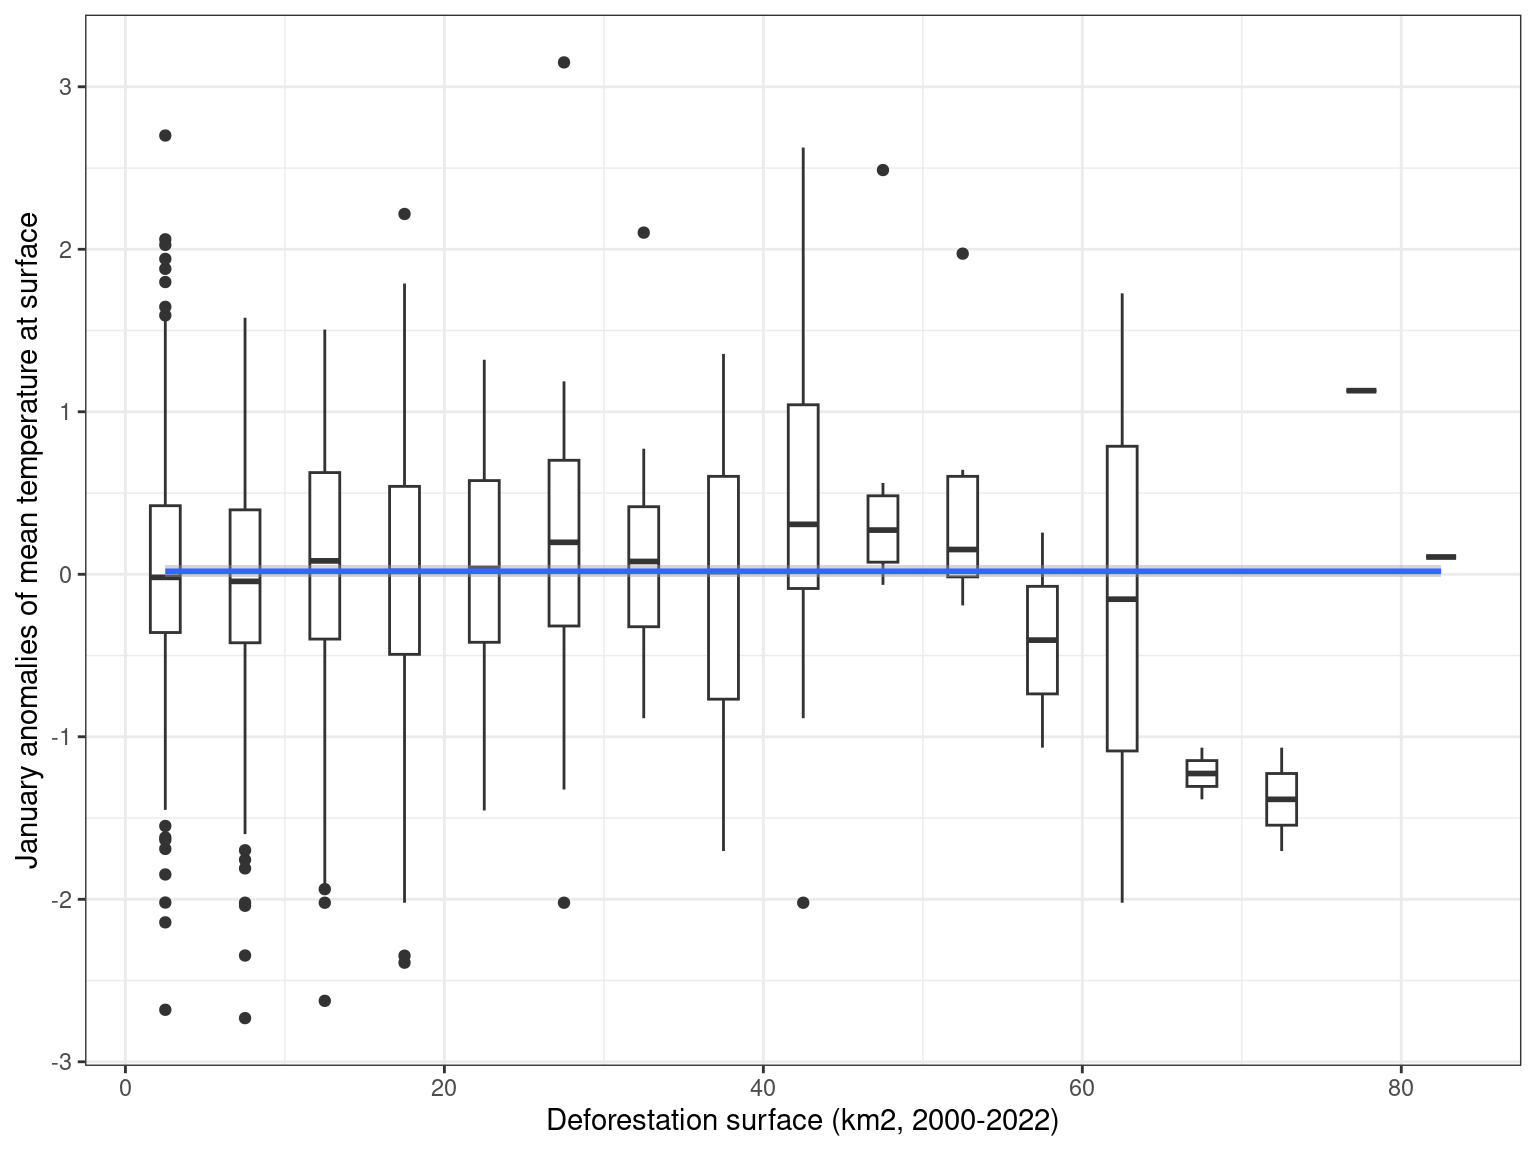 3
2
1
0
-1
-2
-3
0 20 40 60 80
Deforestation surface (km2, 2000-2022)
January anomalies of mean temperature at surface